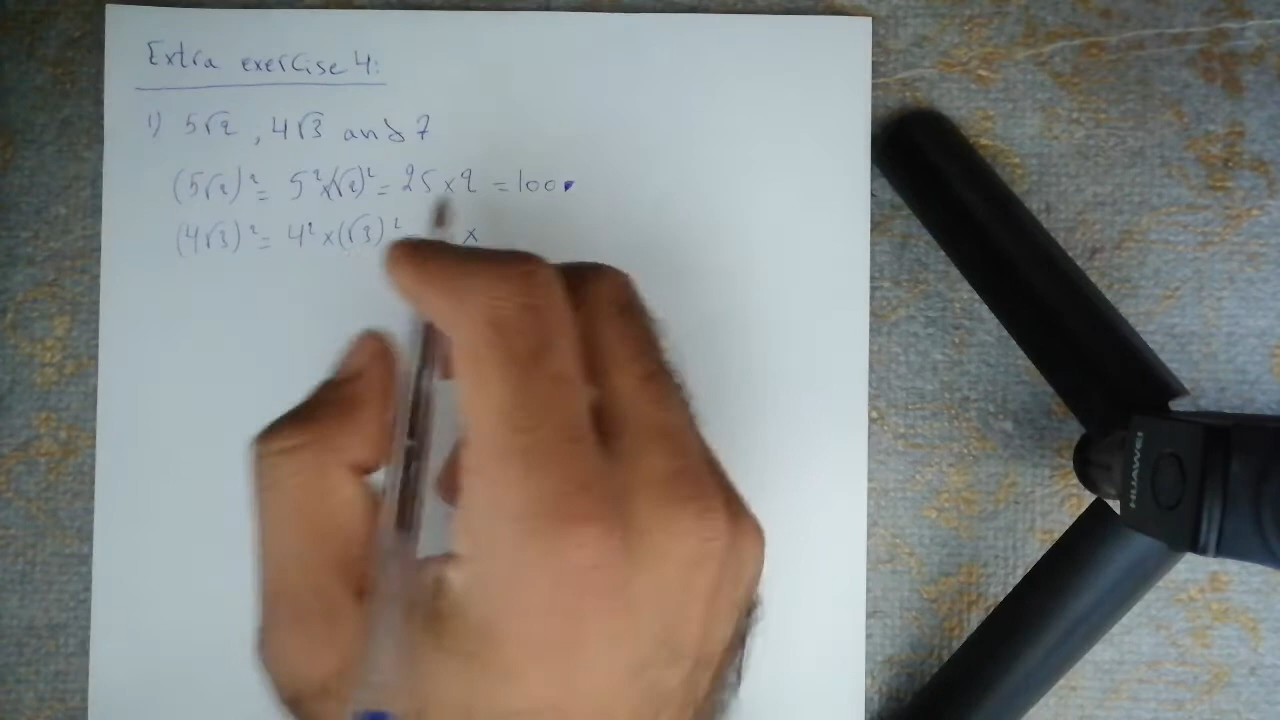 Extra exercise 4:
1) 5√2 , 4√3 and 7
(5√2)² = 5²×(√2)² = 25 × 2 = 100
(4√3)² = 4² × (√3)² = ×
HUAWEI